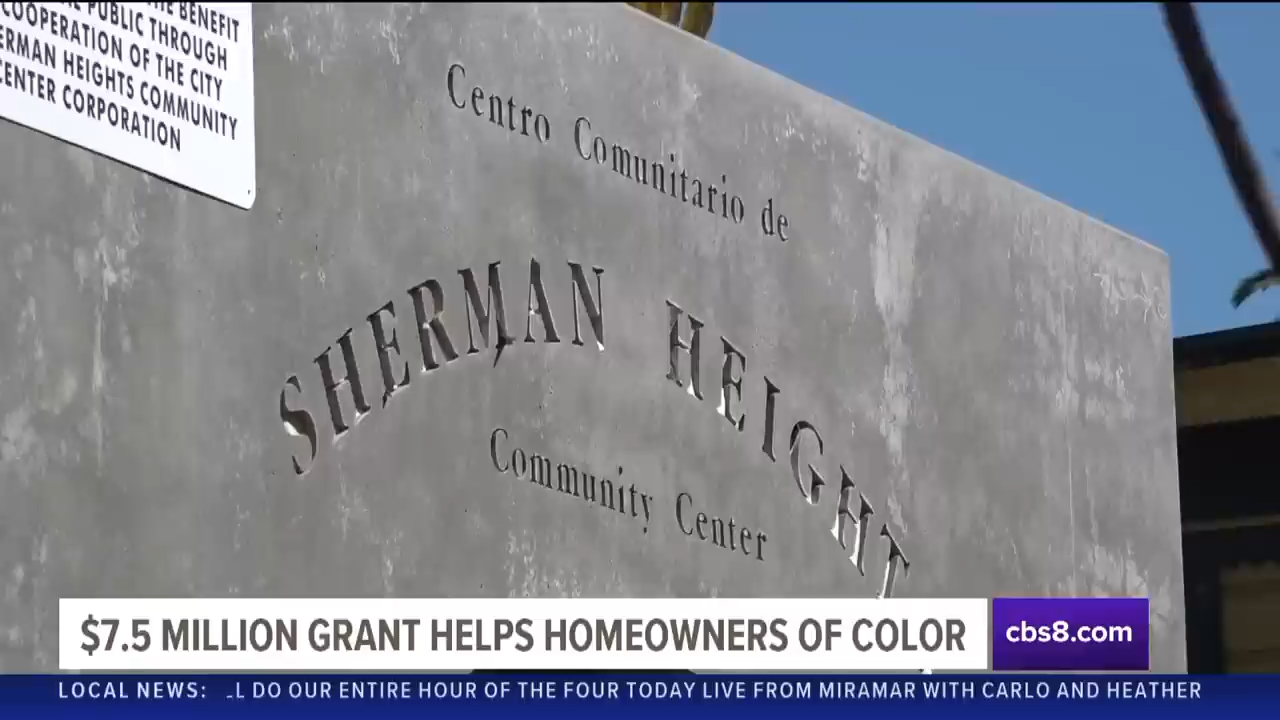 THE BENEFIT
PUBLIC THROUGH
COOPERATION OF THE CITY
ERMAN HEIGHTS COMMUNITY
CENTER CORPORATION
Centro Comunitario de
SHERMAN HEIGHT
Community Center
$7.5 MILLION GRANT HELPS HOMEOWNERS OF COLOR
cbs8.com
LOCAL NEWS: L DO OUR ENTIRE HOUR OF THE FOUR TODAY LIVE FROM MIRAMAR WITH CARLO AND HEATHER